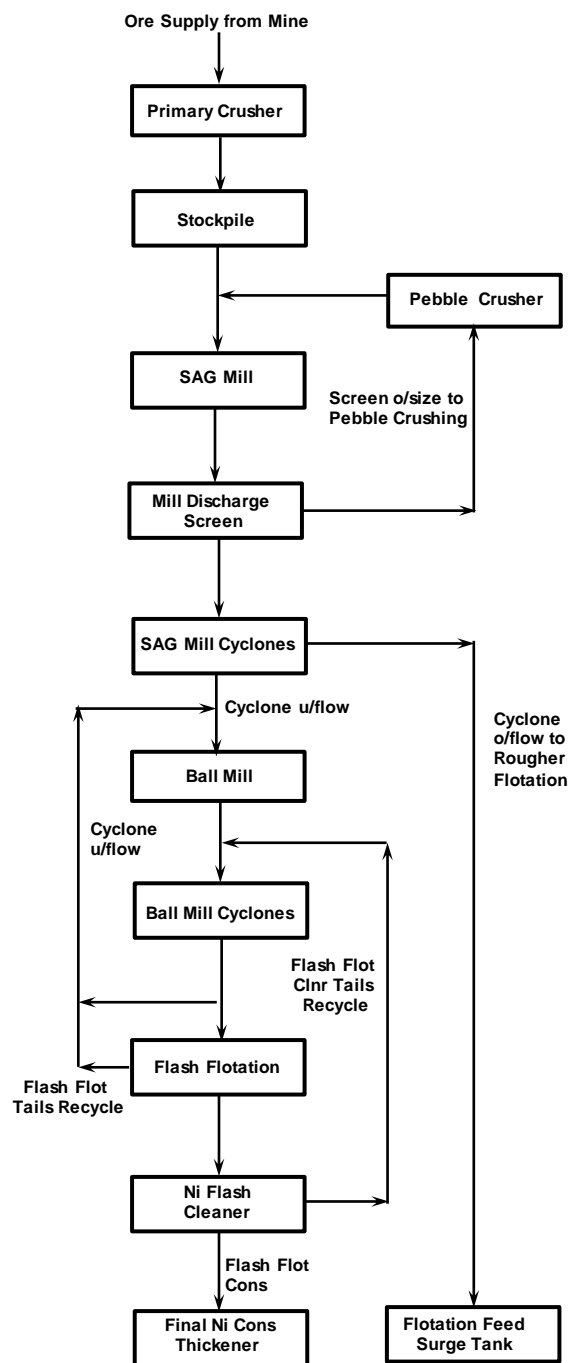 Ore Supply from Mine
Primary Crusher
Stockpile
Pebble Crusher
SAG Mill
Screen o/size to
Pebble Crushing
Mill Discharge
Screen
SAG Mill Cyclones
Cyclone u/flow
Cyclone
o/flow to
Rougher
Flotation
Ball Mill
Cyclone
u/flow
Ball Mill Cyclones
Flash Flot
Clnr Tails
Recycle
Flash Flotation
Flash Flot
Tails Recycle
Ni Flash
Cleaner
Flash Flot
Cons
Final Ni Cons
Thickener
Flotation Feed
Surge Tank